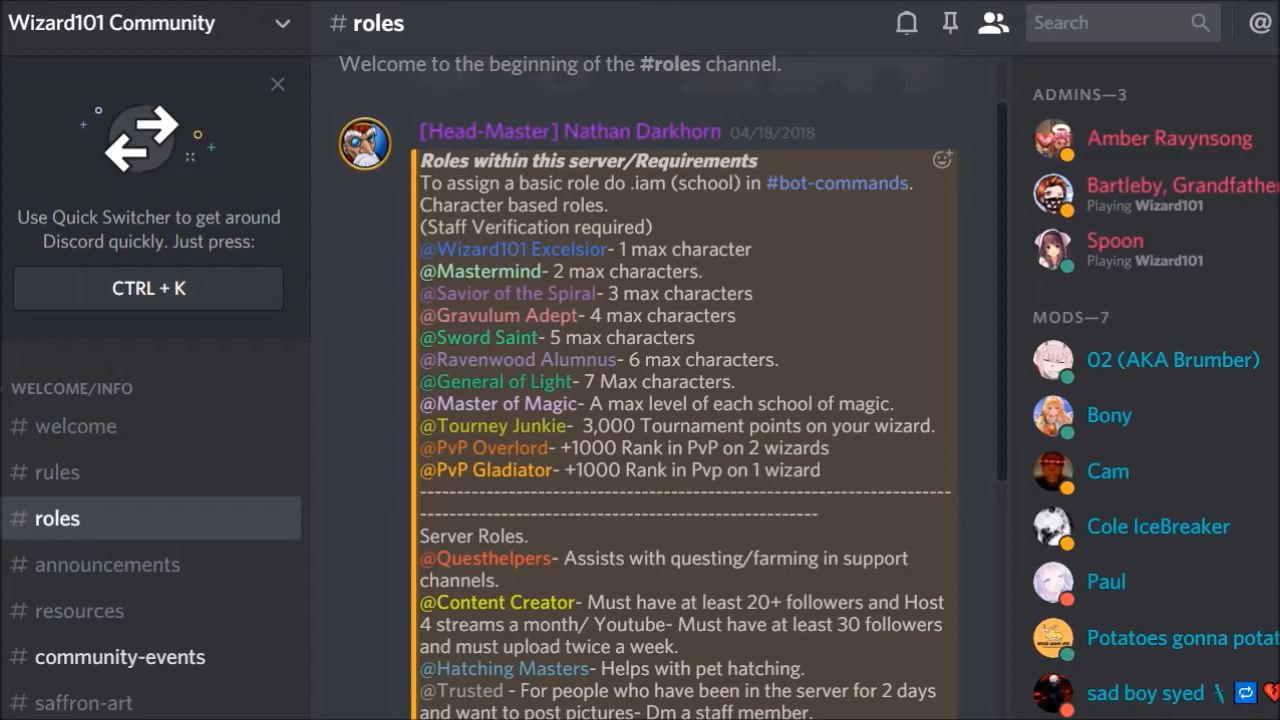 Wizard101 Community
Use Quick Switcher to get around
Discord quickly. Just press:
CTRL + K
WELCOME/INFO
# welcome
# rules
# roles
# announcements
# resources
# community-events
# saffron-art
# roles
Search
@
Welcome to the beginning of the #roles channel.
[Head-Master] Nathan Darkhorn 04/18/2018
Roles within this server/Requirements
To assign a basic role do .iam (school) in #bot-commands.
Character based roles.
(Staff Verification required)
@Wizard101 Excelsior- 1 max character
@Mastermind- 2 max characters.
@Savior of the Spiral- 3 max characters
@Gravulum Adept- 4 max characters
@Sword Saint- 5 max characters
@Ravenwood Alumnus- 6 max characters.
@General of Light- 7 Max characters.
@Master of Magic- A max level of each school of magic.
@Tourney Junkie- 3,000 Tournament points on your wizard.
@PvP Overlord- +1000 Rank in PvP on 2 wizards
@PvP Gladiator- +1000 Rank in Pvp on 1 wizard
-------------------------------------------------------------------------
------------------------------------------------------
Server Roles.
@Questhelpers- Assists with questing/farming in support
channels.
@Content Creator- Must have at least 20+ followers and Host
4 streams a month/ Youtube- Must have at least 30 followers
and must upload twice a week.
@Hatching Masters- Helps with pet hatching.
@Trusted - For people who have been in the server for 2 days
and want to post pictures- Dm a staff member.
ADMINS—3
Amber Ravynsong
Bartleby, Grandfather
Playing Wizard101
Spoon
Playing Wizard101
MODS—7
02 (AKA Brumber)
Bony
Cam
Cole IceBreaker
Paul
Potatoes gonna potat
sad boy syed